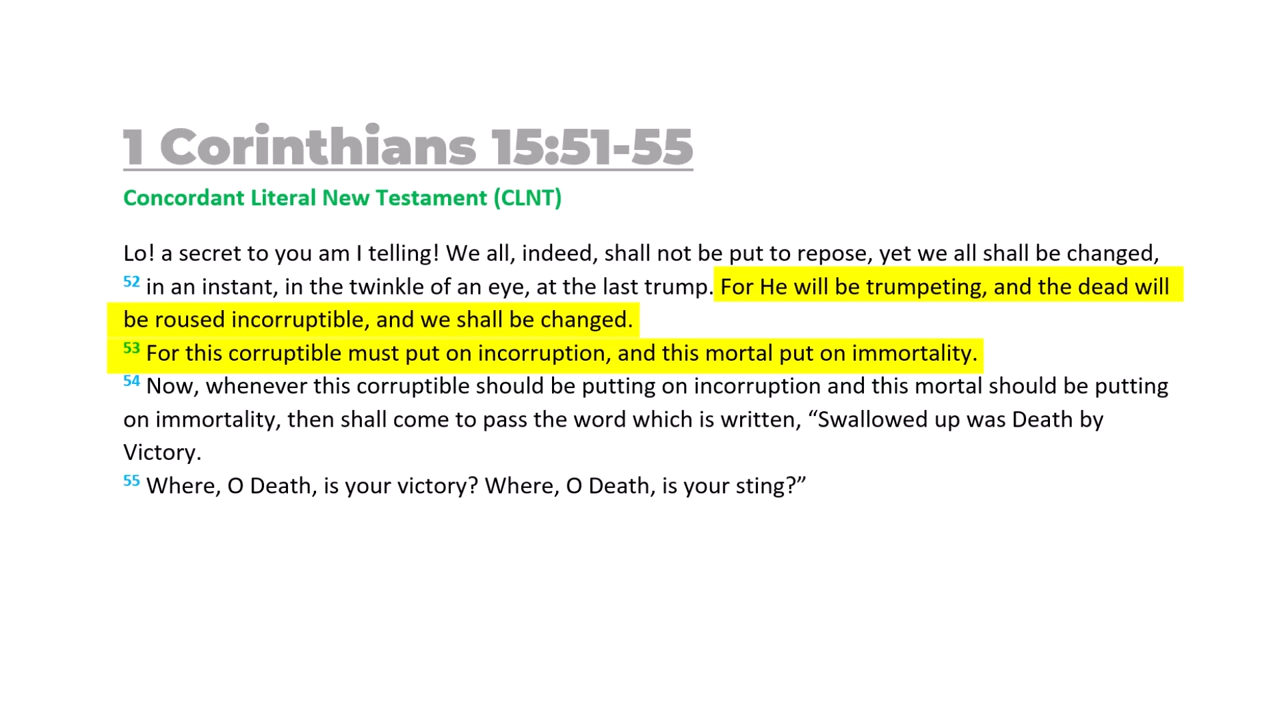 1 Corinthians 15:51-55
Concordant Literal New Testament (CLNT)
Lo! a secret to you am I telling! We all, indeed, shall not be put to repose, yet we all shall be changed,
52 in an instant, in the twinkle of an eye, at the last trump. For He will be trumpeting, and the dead will
be roused incorruptible, and we shall be changed.
53 For this corruptible must put on incorruption, and this mortal put on immortality.
54 Now, whenever this corruptible should be putting on incorruption and this mortal should be putting
on immortality, then shall come to pass the word which is written, “Swallowed up was Death by
Victory.
55 Where, O Death, is your victory? Where, O Death, is your sting?”